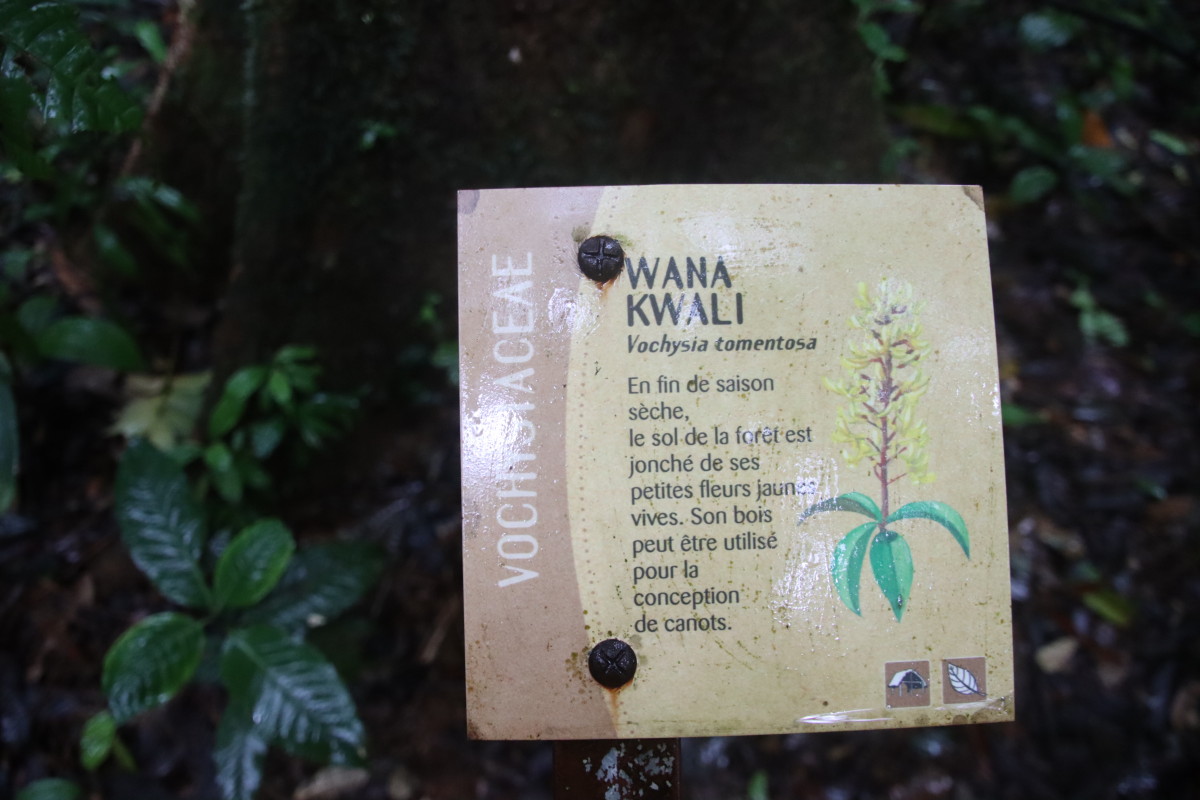 VOCHYSIACEAE
WANA
KWALI
Vochysia tomentosa
En fin de saison
sèche,
le sol de la forêt est
jonché de ses
petites fleurs jaunes
vives. Son bois
peut être utilisé
pour la
conception
de canots.